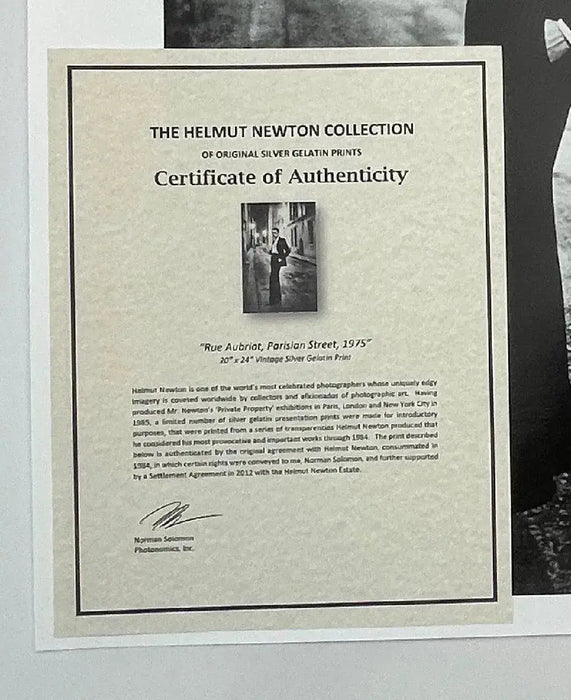 THE HELMUT NEWTON COLLECTION
OF ORIGINAL SILVER GELATIN PRINTS
Certificate of Authenticity
"Rue Aubriot, Parisian Street, 1975"
20" x 24" Vintage Silver Gelatin Print
Helmut Newton is one of the world's most celebrated photographers whose uniquely edgy
imagery is coveted worldwide by collectors and aficionados of photographic art. Having
produced Mr. Newton's 'Private Property' exhibitions in Paris, London and New York City in
1985, a limited number of silver gelatin presentation prints were made for introductory
purposes, that were printed from a series of transparencies Helmut Newton produced that
he considered his most provocative and important works through 1984. The print described
below is authenticated by the original agreement with Helmut Newton, consummated in
1984, in which certain rights were conveyed to me, Norman Solomon, and further supported
by a Settlement Agreement in 2012 with the Helmut Newton Estate.
Norman Solomon
Photonomics, Inc.